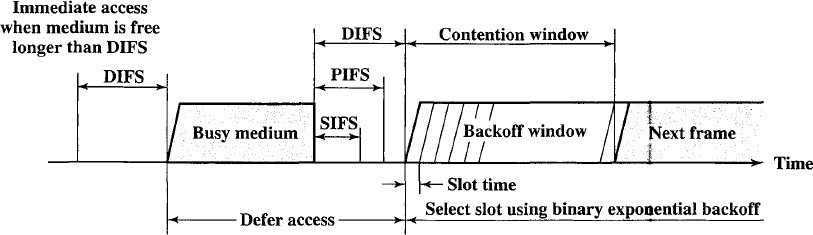 Immediate access
when medium is free
longer than DIFS
DIFS
Contention window
DIFS
PIFS
Busy medium
SIFS
Backoff window
Next frame
Time
Slot time
Defer access
Select slot using binary exponential backoff